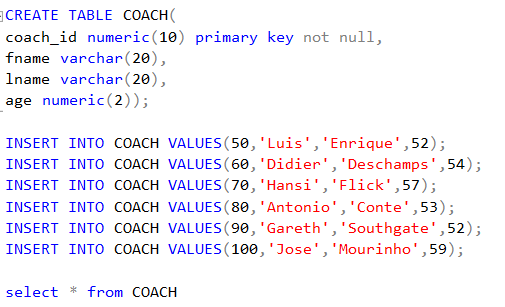 CREATE TABLE COACH(
coach_id numeric(10) primary key not null,
fname varchar(20),
lname varchar(20),
age numeric(2));
INSERT INTO COACH VALUES(50,'Luis','Enrique',52);
INSERT INTO COACH VALUES(60,'Didier','Deschamps',54);
INSERT INTO COACH VALUES(70,'Hansi','Flick',57);
INSERT INTO COACH VALUES(80,'Antonio','Conte',53);
INSERT INTO COACH VALUES(90,'Gareth','Southgate',52);
INSERT INTO COACH VALUES(100,'Jose','Mourinho',59);
select * from COACH